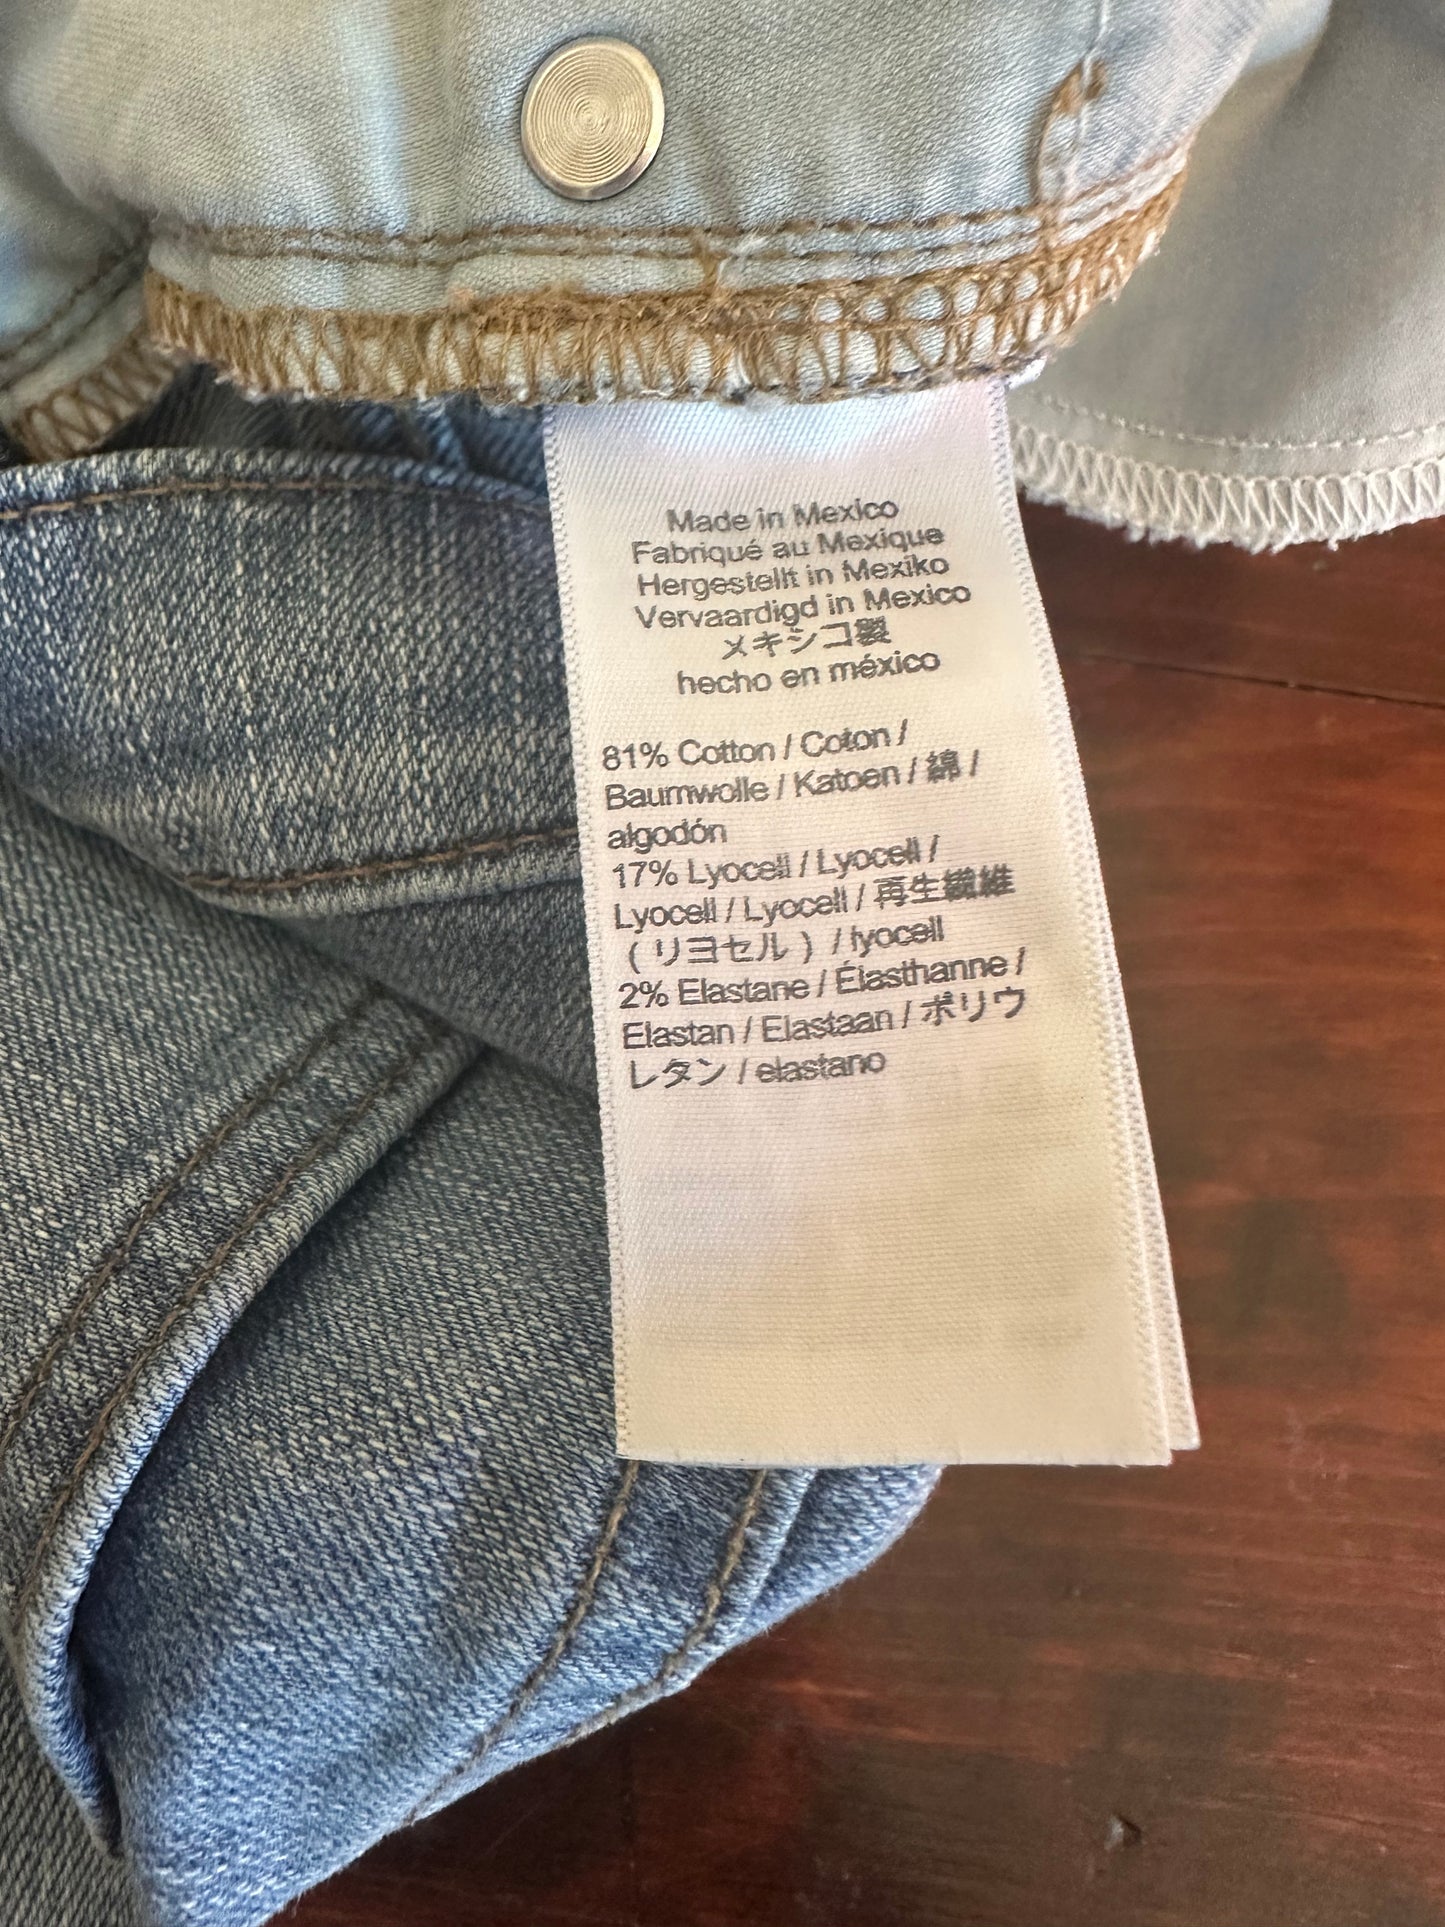 Made in Mexico
Fabriqué au Mexique
Hergestellt in Mexiko
Vervaardigd in Mexico
メキシコ製
hecho en méxico
81% Cotton / Coton /
Baumwolle / Katoen / 綿 /
algodón
17% Lyocell / Lyocell /
Lyocell / Lyocell / 再生繊維
(リヨセル) / lyocell
2% Elastane / Élasthanne /
Elastan / Elastaan / ポリウ
レタン / elastano